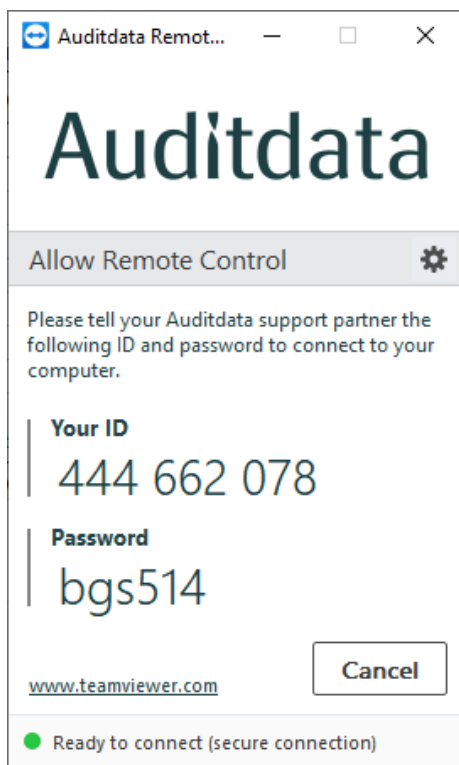 Auditdata Remot...
Auditdata
Allow Remote Control
Please tell your Auditdata support partner the
following ID and password to connect to your
computer.
Your ID
444 662 078
Password
bgs514
www.teamviewer.com
Cancel
Ready to connect (secure connection)